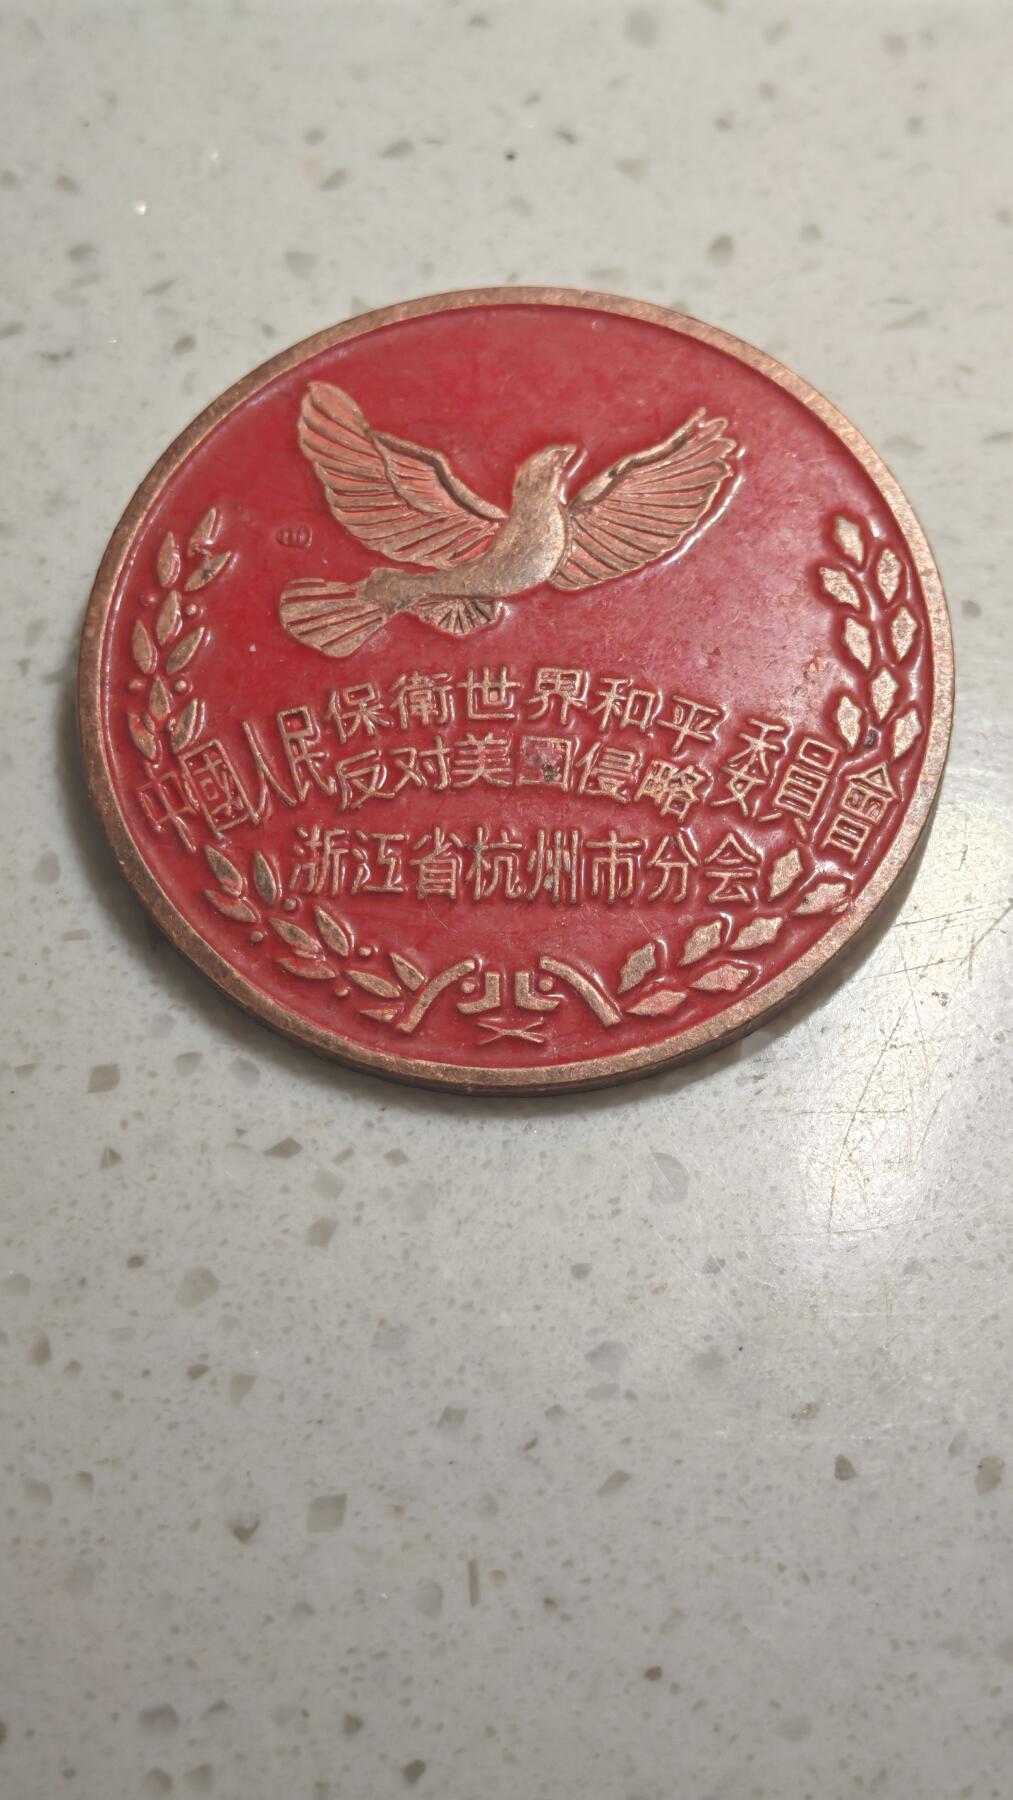 中國人民保衛世界和平委員會
反对美国侵略
浙江省杭州市分会